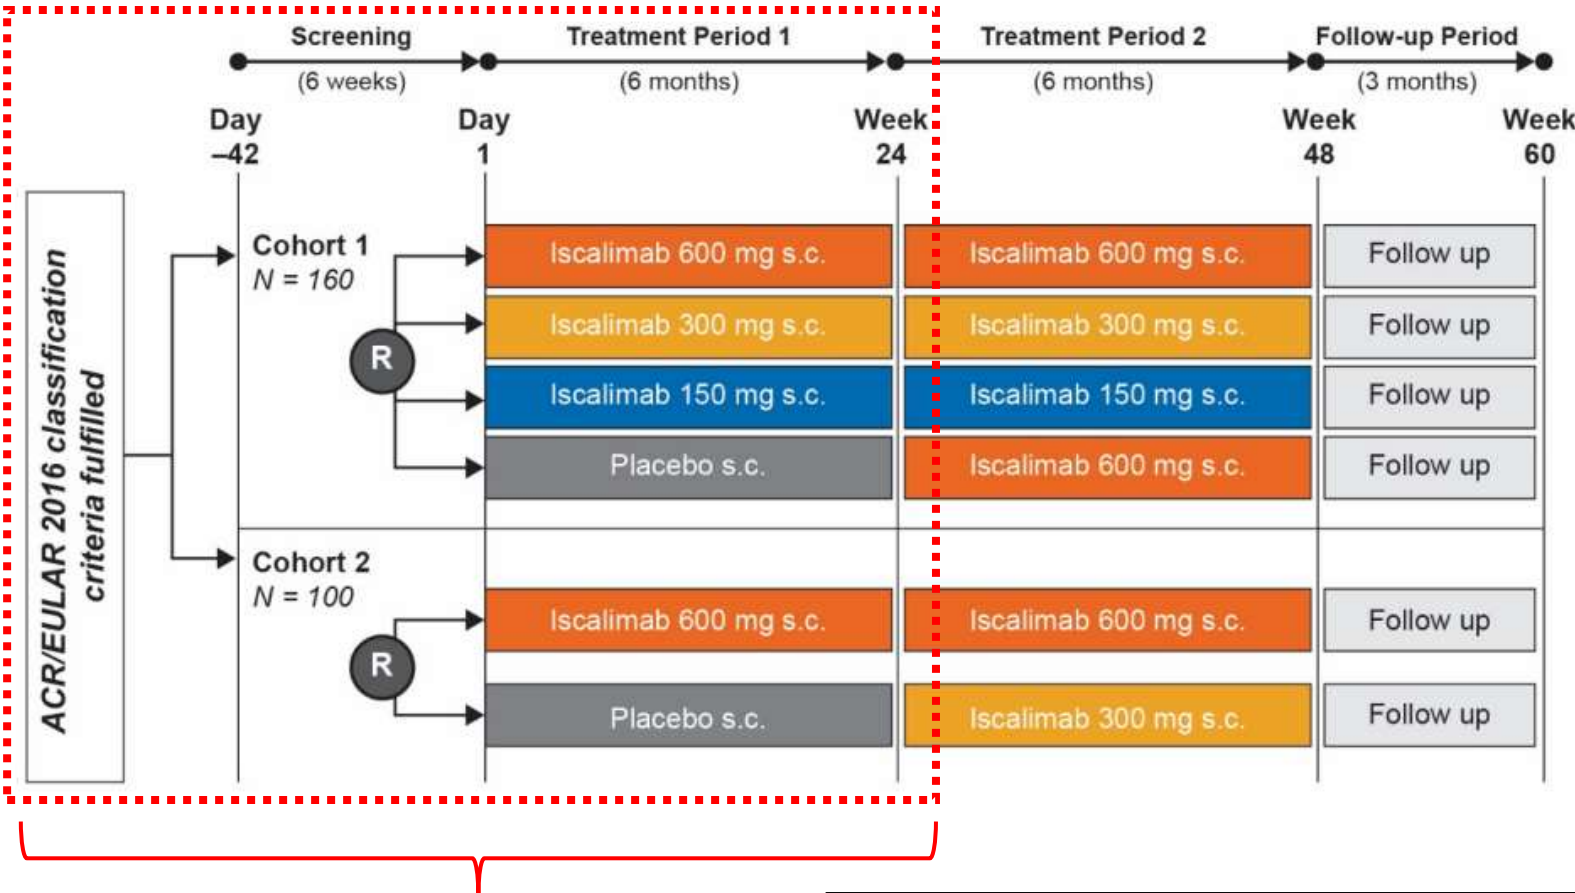 Screening
Treatment Period 1
Treatment Period 2
Follow-up Period
(6 weeks)
(6 months)
(6 months)
(3 months)
Day
–42
Day
1
Week
24
Week
48
Week
60
ACR/EULAR 2016 classification
criteria fulfilled
Cohort 1
N = 160
R
Iscalimab 600 mg s.c.
Iscalimab 600 mg s.c.
Follow up
Iscalimab 300 mg s.c.
Iscalimab 300 mg s.c.
Follow up
Iscalimab 150 mg s.c.
Iscalimab 150 mg s.c.
Follow up
Placebo s.c.
Iscalimab 600 mg s.c.
Follow up
Cohort 2
N = 100
R
Iscalimab 600 mg s.c.
Iscalimab 600 mg s.c.
Follow up
Placebo s.c.
Iscalimab 300 mg s.c.
Follow up